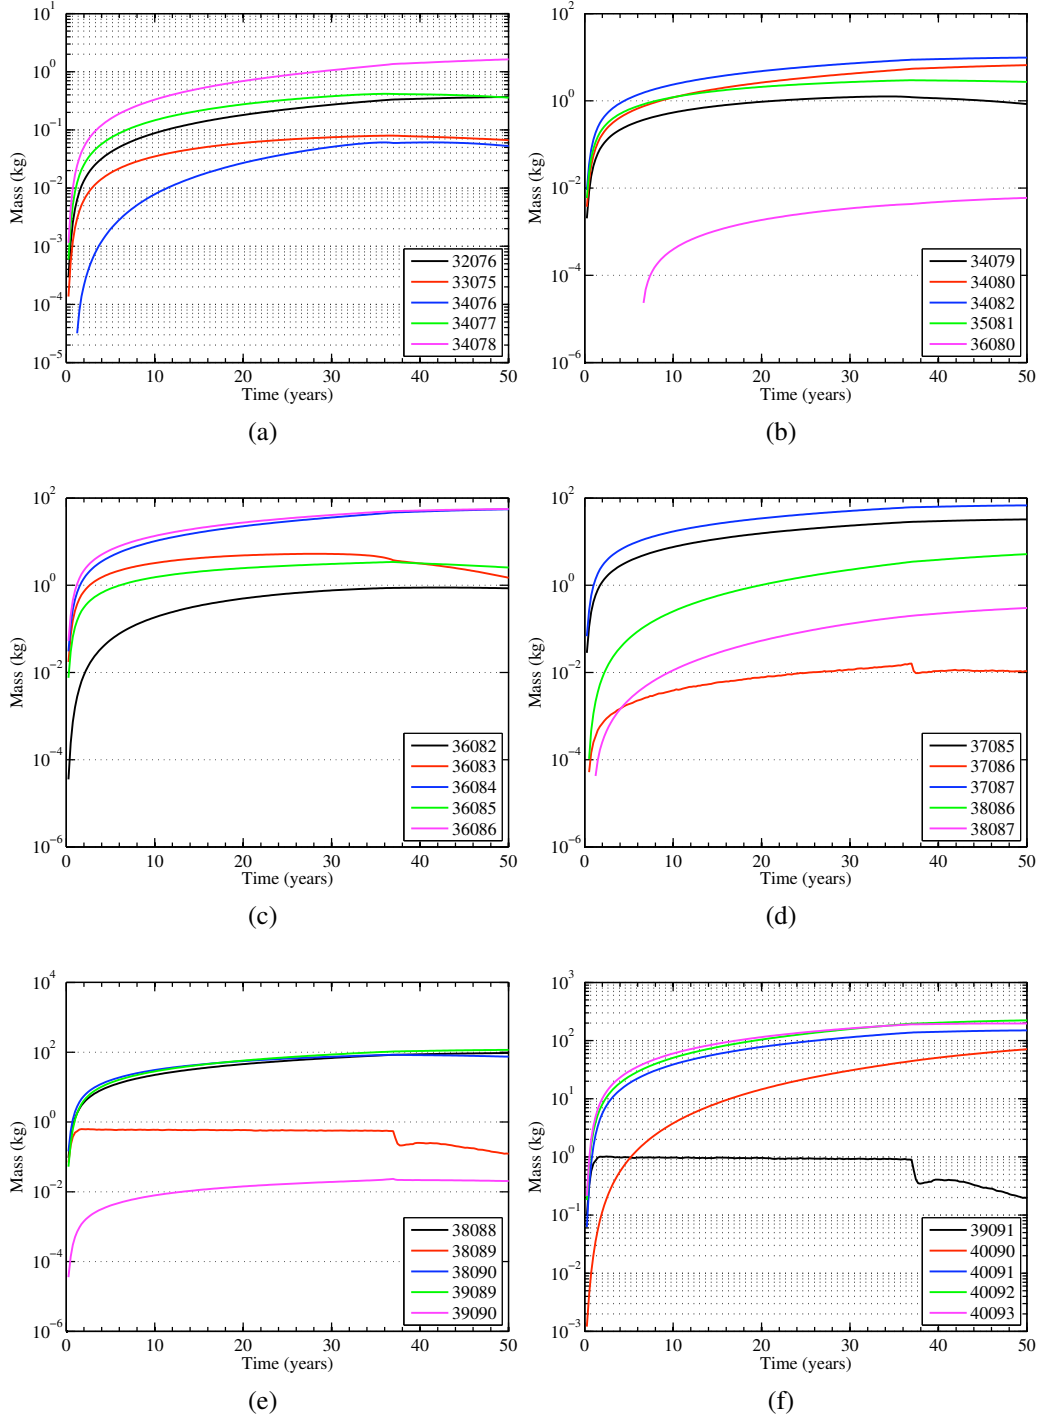 10^1
10^0
10^-1
10^-2
10^-3
10^-4
10^-5
Mass (kg)
0 10 20 30 40 50
Time (years)
32076
33075
34076
34077
34078
(a)
10^2
10^0
10^-2
10^-4
10^-6
Mass (kg)
0 10 20 30 40 50
Time (years)
34079
34080
34082
35081
36080
(b)
10^2
10^0
10^-2
10^-4
10^-6
Mass (kg)
0 10 20 30 40 50
Time (years)
36082
36083
36084
36085
36086
(c)
10^2
10^0
10^-2
10^-4
10^-6
Mass (kg)
0 10 20 30 40 50
Time (years)
37085
37086
37087
38086
38087
(d)
10^4
10^2
10^0
10^-2
10^-4
10^-6
Mass (kg)
0 10 20 30 40 50
Time (years)
38088
38089
38090
39089
39090
(e)
10^3
10^2
10^1
10^0
10^-1
10^-2
10^-3
Mass (kg)
0 10 20 30 40 50
Time (years)
39091
40090
40091
40092
40093
(f)